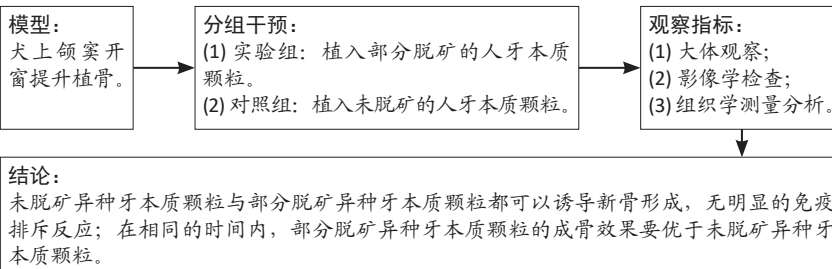 模型：
犬上颌窦开
窗提升植骨。
分组干预：
(1) 实验组：植入部分脱矿的人牙本质
颗粒。
(2) 对照组：植入未脱矿的人牙本质颗粒。
观察指标：
(1) 大体观察；
(2) 影像学检查；
(3) 组织学测量分析。
结论：
未脱矿异种牙本质颗粒与部分脱矿异种牙本质颗粒都可以诱导新骨形成，无明显的免疫
排斥反应；在相同的时间内，部分脱矿异种牙本质颗粒的成骨效果要优于未脱矿异种牙
本质颗粒。